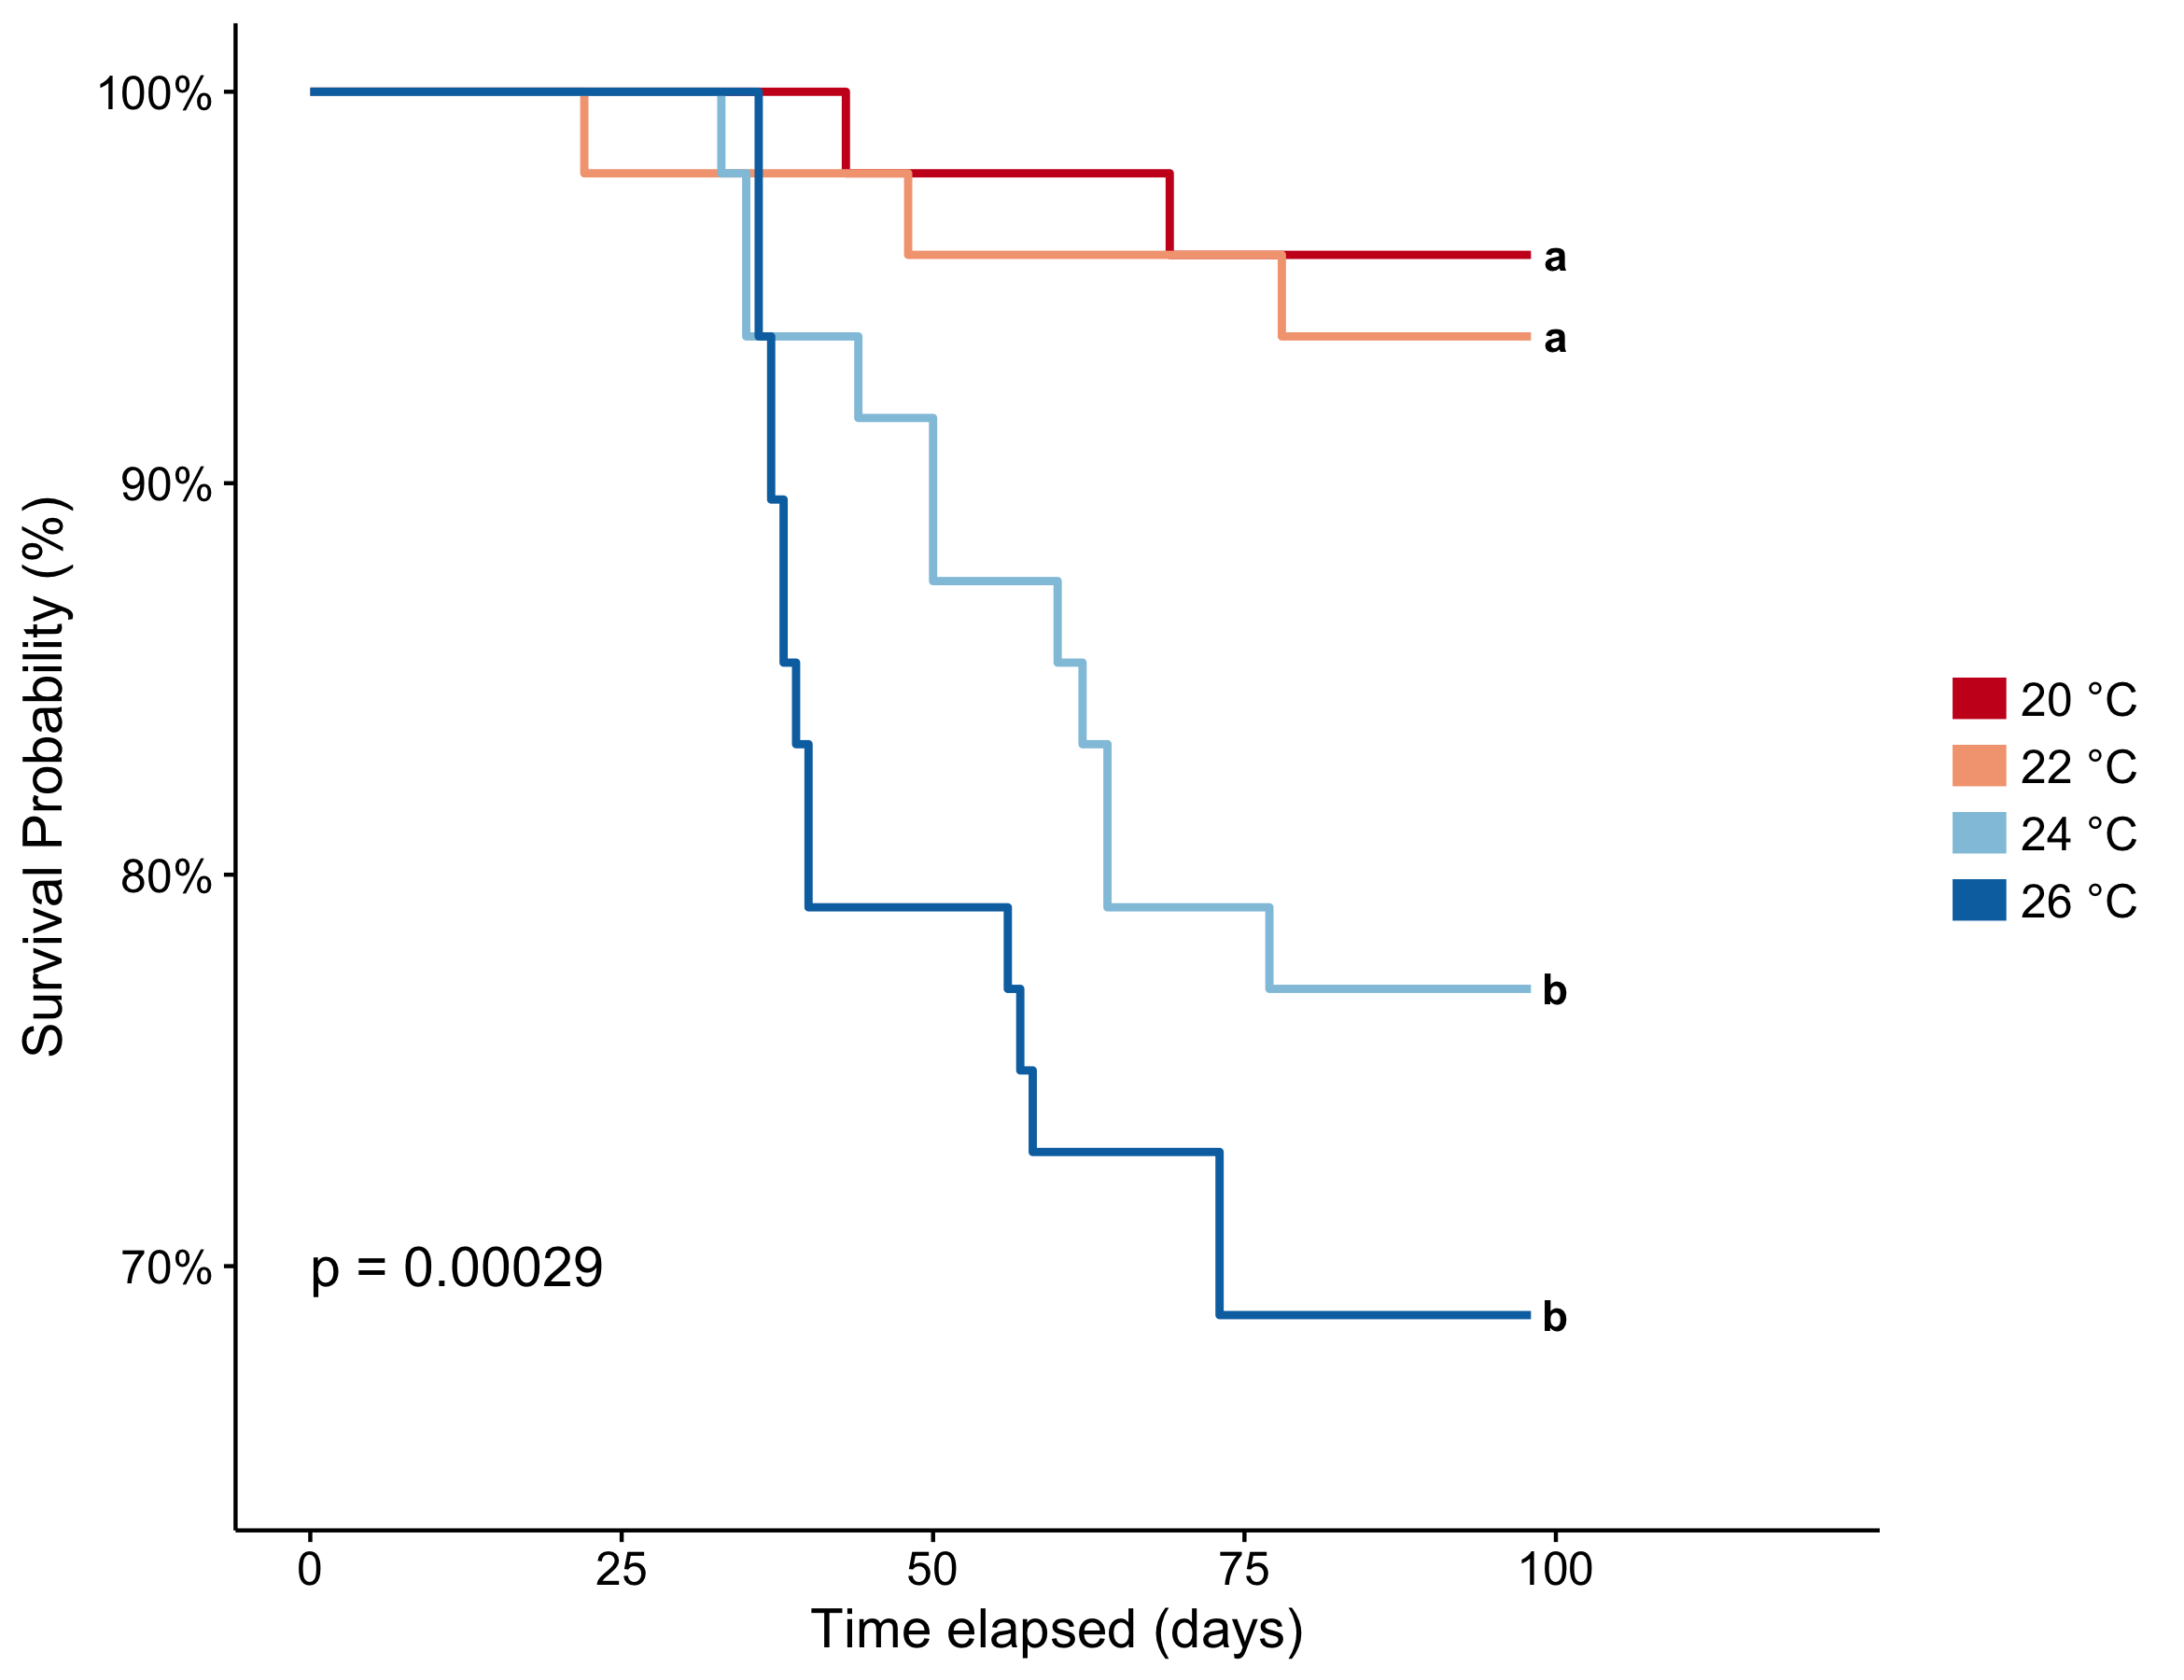 100%
90%
80%
70%
Survival Probability (%)
a
a
b
b
p = 0.00029
0 25 50 75 100
Time elapsed (days)
20 °C
22 °C
24 °C
26 °C